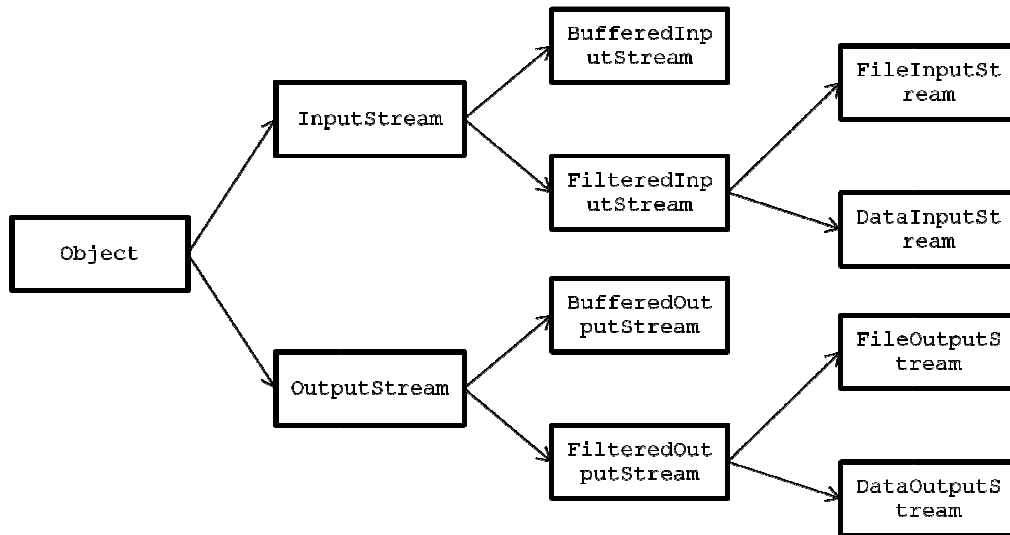 BufferedInp
utStream
FileInputSt
ream
InputStream
FilteredInp
utStream
DataInputSt
ream
Object
BufferedOut
putStream
FileOutputS
tream
OutputStream
FilteredOut
putStream
DataOutputS
tream